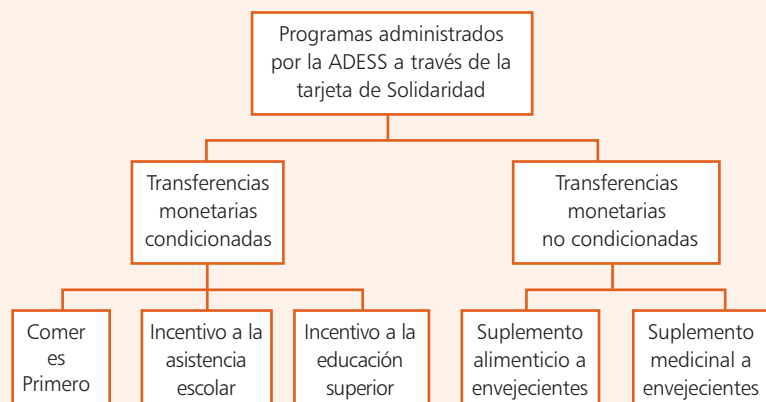 Programas administrados
por la ADESS a través de la
tarjeta de Solidaridad
Transferencias
monetarias
condicionadas
Transferencias
monetarias
no condicionadas
Comer
es
Primero
Incentivo a la
asistencia
escolar
Incentivo a la
educación
superior
Suplemento
alimenticio a
envejecientes
Suplemento
medicinal a
envejecientes